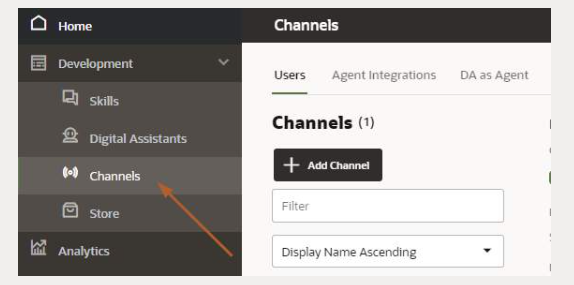 Home
Development
Skills
Digital Assistants
Channels
Store
Analytics
Channels
Users Agent Integrations DA as Agent
Channels (1)
Add Channel
Filter
Display Name Ascending